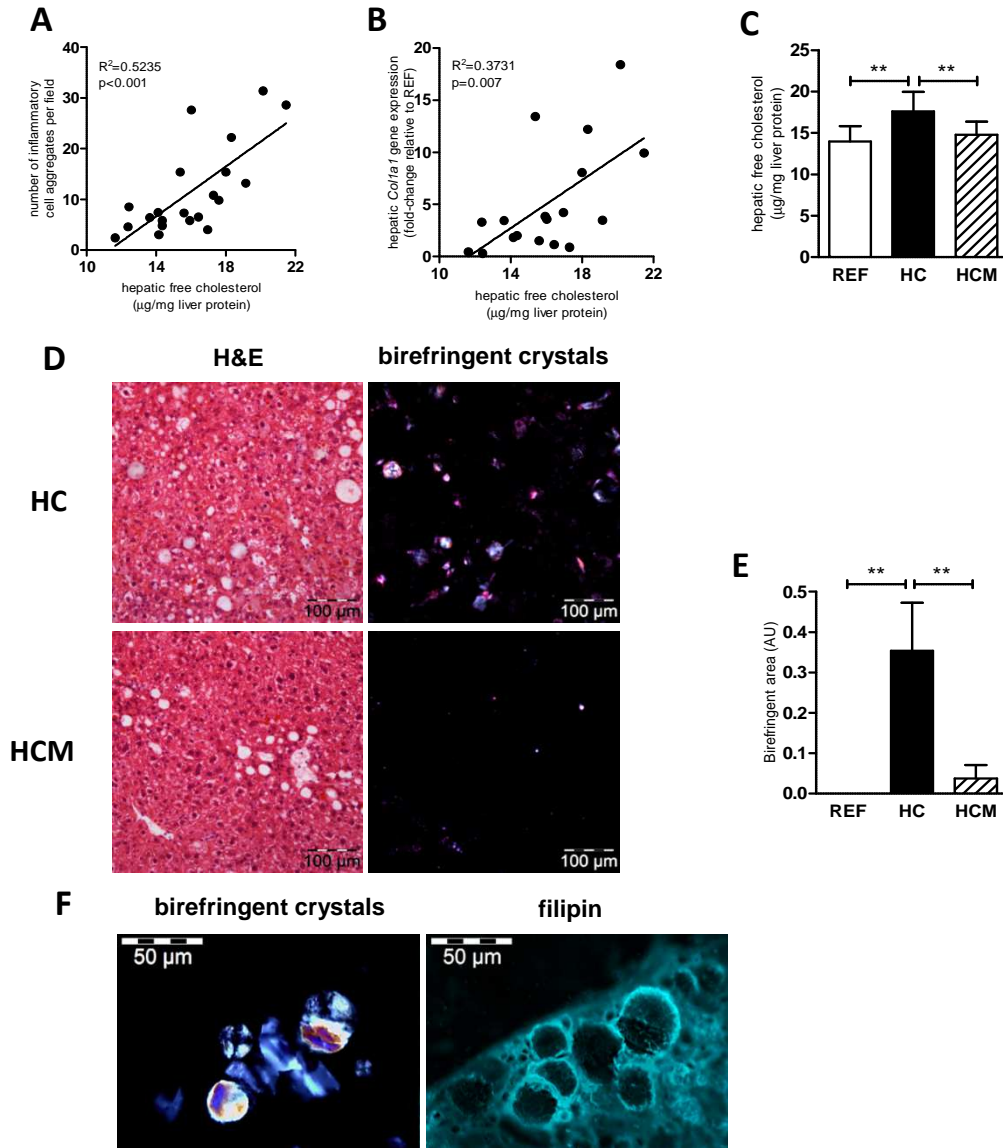 A
R²=0.5235
p<0.001
number of inflammatory
cell aggregates per field
40
30
20
10
0
10
14
18
22
hepatic free cholesterol
(µg/mg liver protein)
B
R²=0.3731
p=0.007
hepatic Col1a1 gene expression
(fold-change relative to REF)
20
15
10
5
0
10
14
18
22
hepatic free cholesterol
(µg/mg liver protein)
C
**
**
hepatic free cholesterol
(µg/mg liver protein)
25
20
15
10
5
0
REF
HC
HCM
D
H&E
birefringent crystals
HC
100 µm
100 µm
HCM
100 µm
100 µm
E
**
**
Birefringent area (AU)
0.5
0.4
0.3
0.2
0.1
0.0
REF
HC
HCM
F
birefringent crystals
filipin
50 µm
50 µm